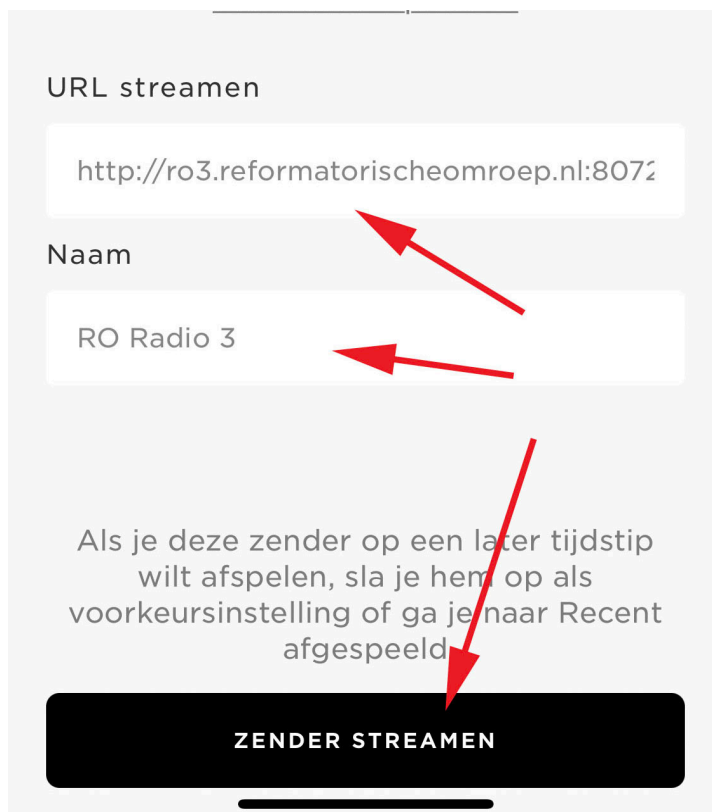 URL streamen
http://ro3.reformatorischeomroep.nl:8072
Naam
RO Radio 3
Als je deze zender op een later tijdstip
wilt afspelen, sla je hem op als
voorkeursinstelling of ga je naar Recent
afgespeeld
ZENDER STREAMEN